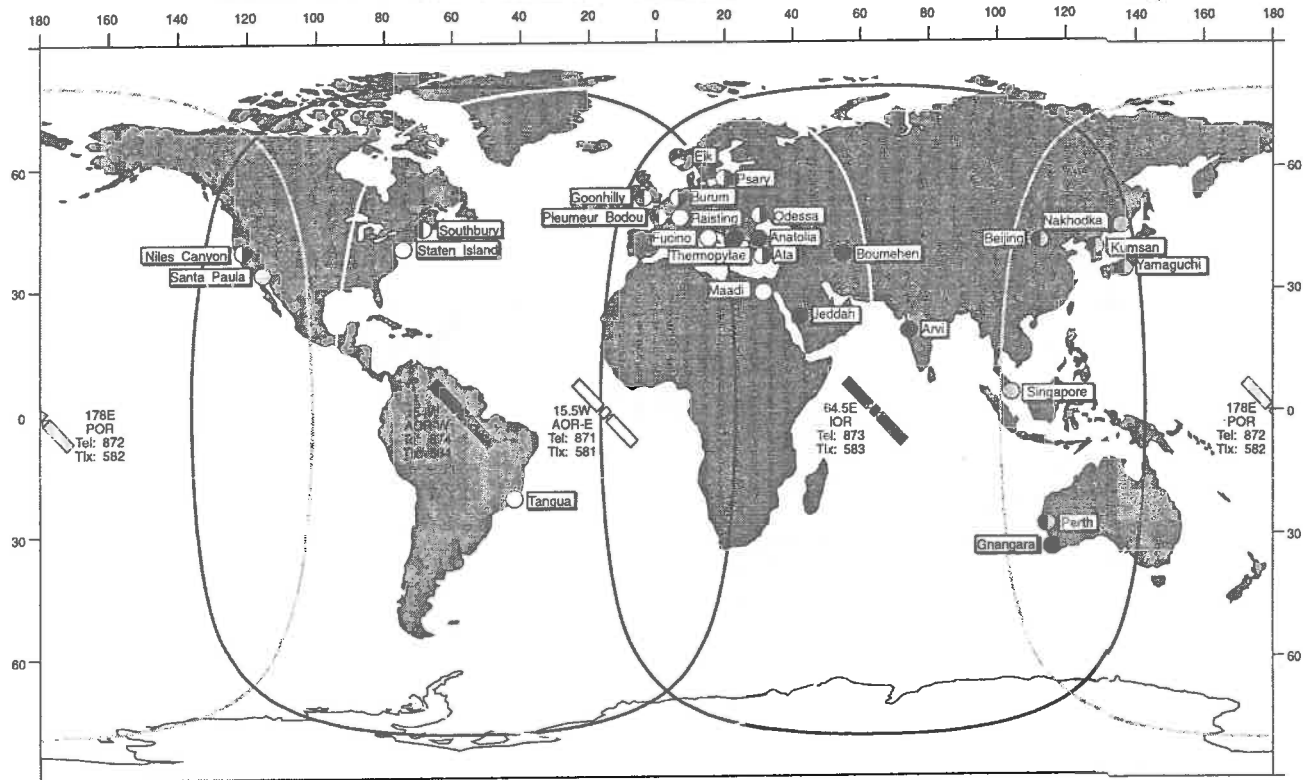 180 140 120 100 80 60 40 20 0 20 40 60 80 100 120 140 180
60
30
0
30
60
60
30
0
30
60
Eik
Psary
Goonhilly
Burum
Pleumeur Bodou
Raisting
Odessa
Nakhodka
Southbury
Fucino
Anatolia
Beijing
Kumsan
Staten Island
Niles Canyon
Thermopylae
Ata
Boumehen
Yamaguchi
Santa Paula
Maadi
Jeddah
Arvi
Singapore
178E
POR
Tel: 872
Tlx: 582
AOR-W
15.5W
AOR-E
Tel: 871
Tlx: 581
64.5E
IOR
Tel: 873
Tlx: 583
178E
POR
Tel: 872
Tlx: 582
Tangua
Perth
Gnangara